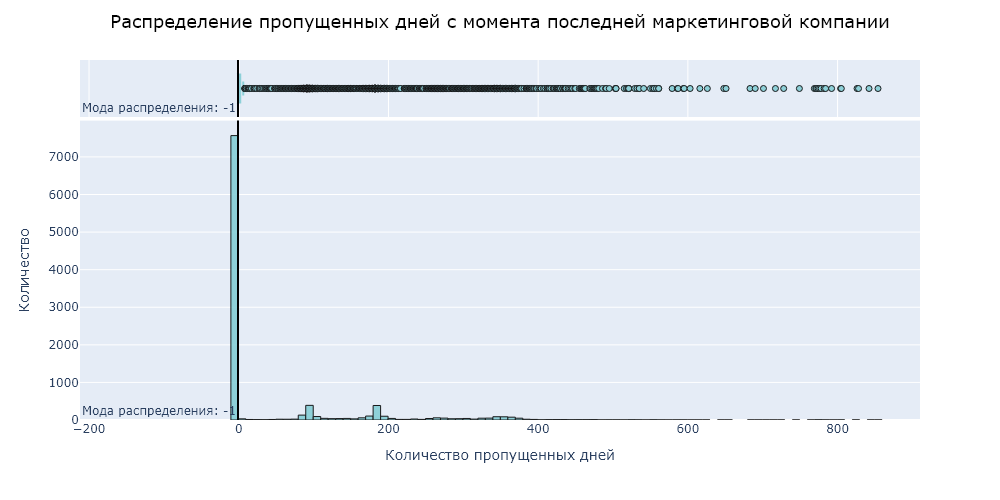 Распределение пропущенных дней с момента последней маркетинговой компании
Мода распределения: -1
7000
6000
5000
4000
3000
2000
1000
0
Количество
Мода распределения: -1
−200 0 200 400 600 800
Количество пропущенных дней